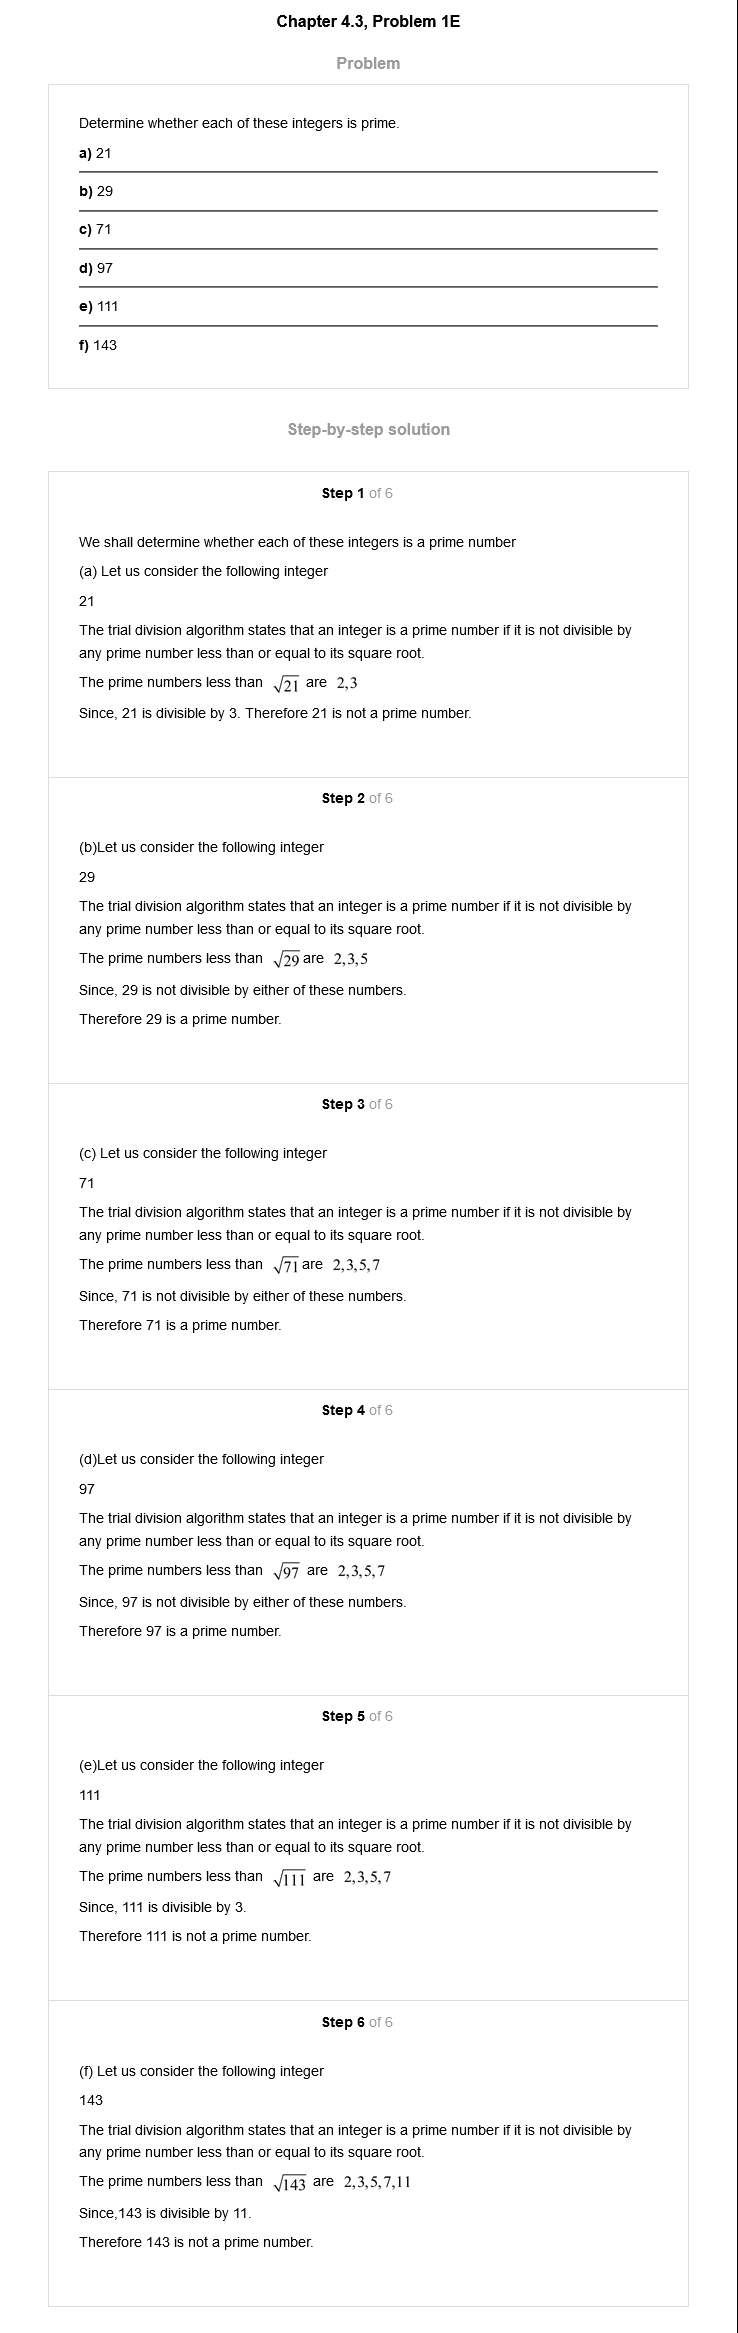 Chapter 4.3, Problem 1E
Problem
Determine whether each of these integers is prime.
a) 21
b) 29
c) 71
d) 97
e) 111
f) 143
Step-by-step solution
Step 1 of 6
We shall determine whether each of these integers is a prime number
(a) Let us consider the following integer
21
The trial division algorithm states that an integer is a prime number if it is not divisible by
any prime number less than or equal to its square root.
The prime numbers less than √21 are 2,3
Since, 21 is divisible by 3. Therefore 21 is not a prime number.
Step 2 of 6
(b)Let us consider the following integer
29
The trial division algorithm states that an integer is a prime number if it is not divisible by
any prime number less than or equal to its square root.
The prime numbers less than √29 are 2,3,5
Since, 29 is not divisible by either of these numbers.
Therefore 29 is a prime number.
Step 3 of 6
(c) Let us consider the following integer
71
The trial division algorithm states that an integer is a prime number if it is not divisible by
any prime number less than or equal to its square root.
The prime numbers less than √71 are 2,3,5,7
Since, 71 is not divisible by either of these numbers.
Therefore 71 is a prime number.
Step 4 of 6
(d)Let us consider the following integer
97
The trial division algorithm states that an integer is a prime number if it is not divisible by
any prime number less than or equal to its square root.
The prime numbers less than √97 are 2,3,5,7
Since, 97 is not divisible by either of these numbers.
Therefore 97 is a prime number.
Step 5 of 6
(e)Let us consider the following integer
111
The trial division algorithm states that an integer is a prime number if it is not divisible by
any prime number less than or equal to its square root.
The prime numbers less than √111 are 2,3,5,7
Since, 111 is divisible by 3.
Therefore 111 is not a prime number.
Step 6 of 6
(f) Let us consider the following integer
143
The trial division algorithm states that an integer is a prime number if it is not divisible by
any prime number less than or equal to its square root.
The prime numbers less than √143 are 2,3,5,7,11
Since,143 is divisible by 11.
Therefore 143 is not a prime number.